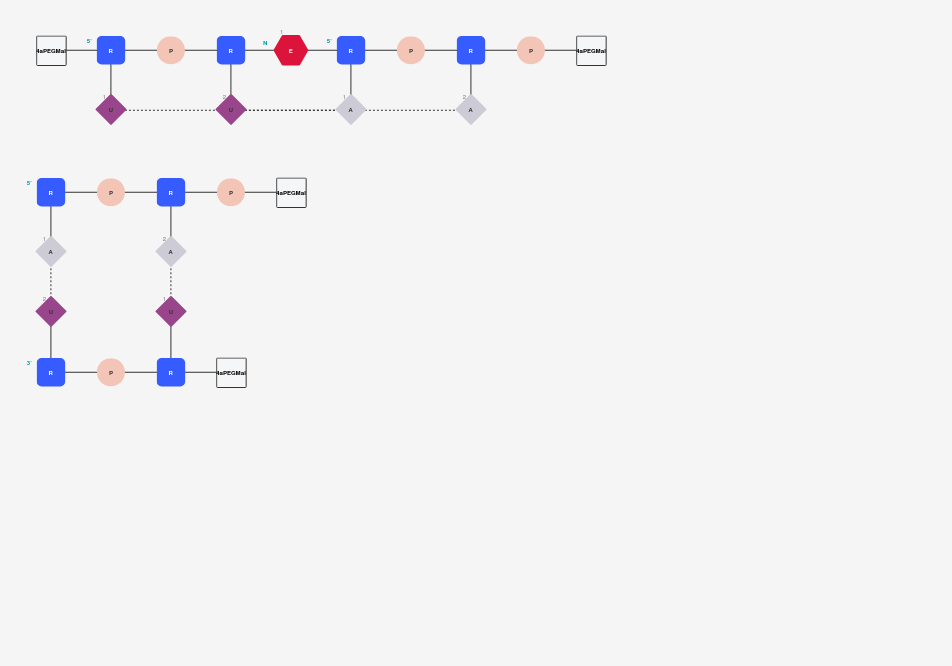 1
5' N 5'
4aPEGMal R P R E R P R P 4aPEGMal
1 2 1 2
U U A A
5' R P R P 4aPEGMal
1 2
A A
2 1
U U
3' R P R 4aPEGMal